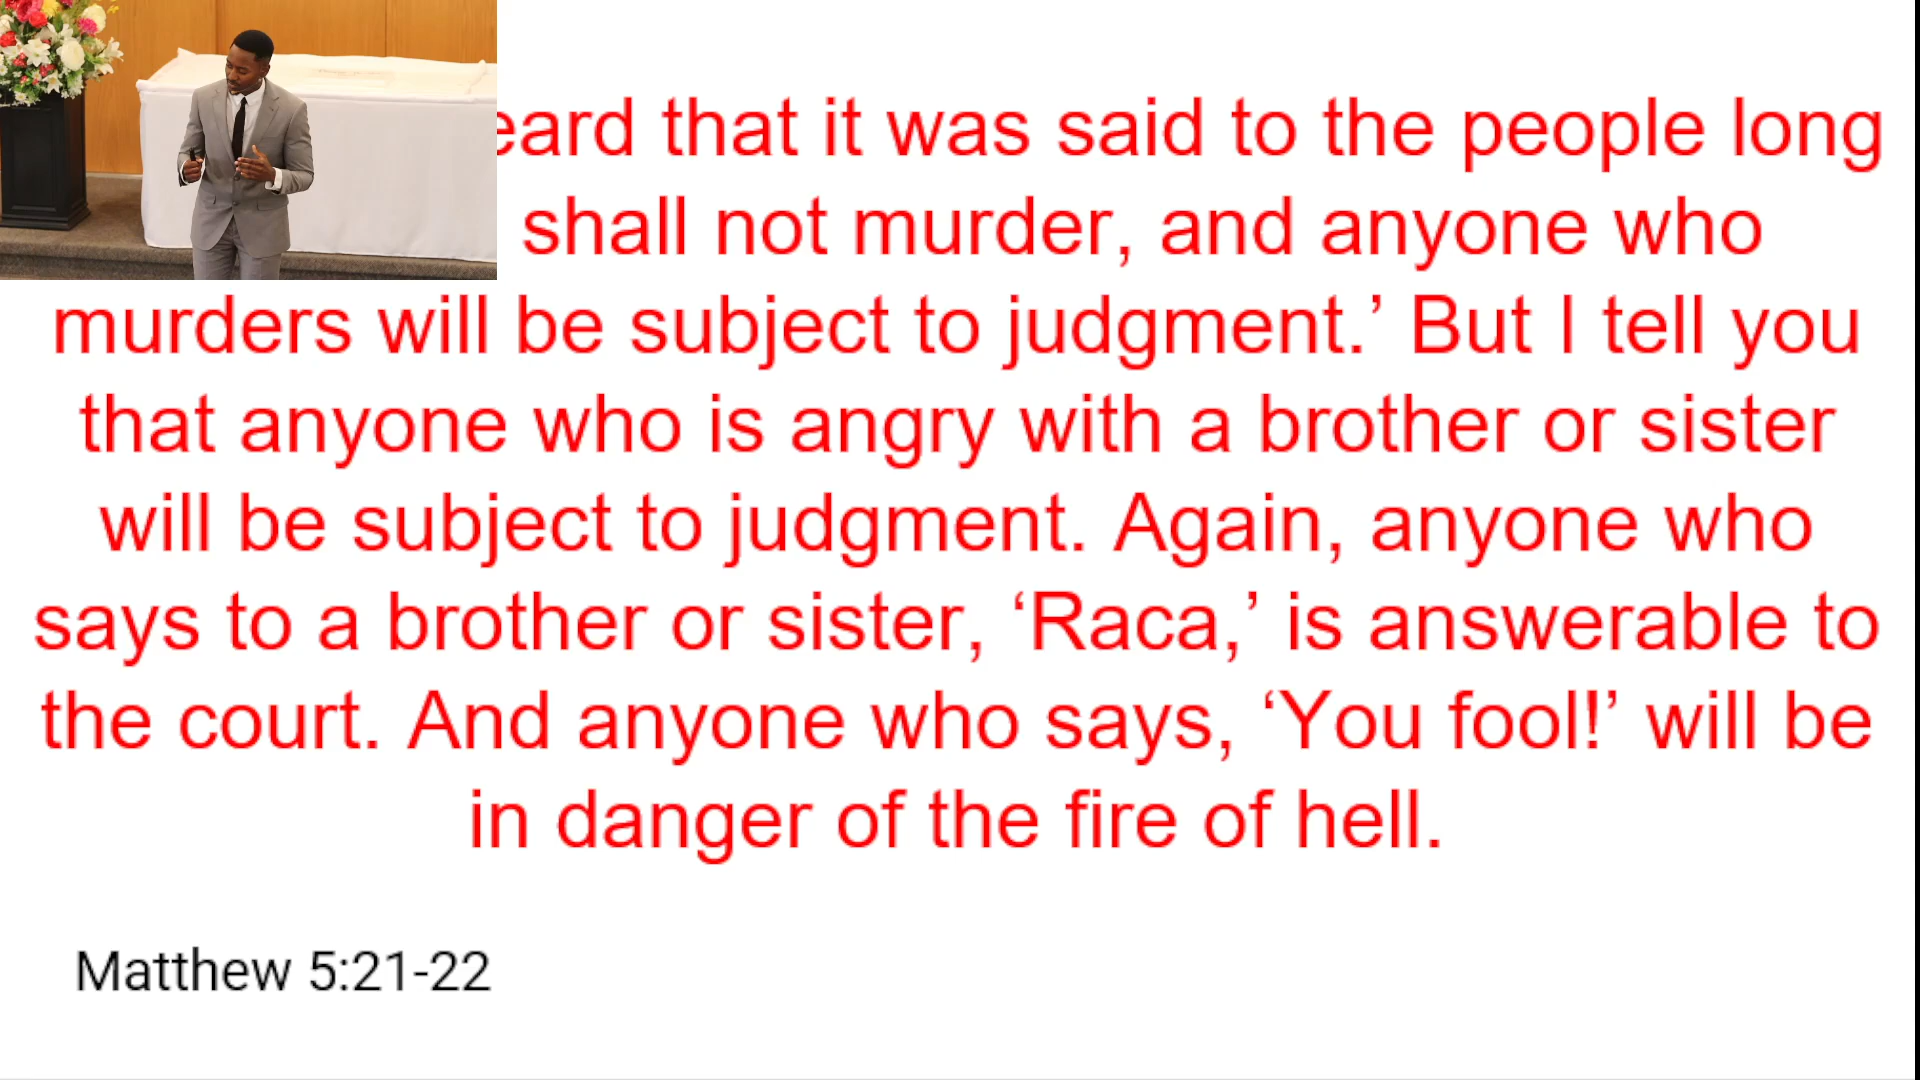 eard that it was said to the people long
shall not murder, and anyone who
murders will be subject to judgment.’ But I tell you
that anyone who is angry with a brother or sister
will be subject to judgment. Again, anyone who
says to a brother or sister, ‘Raca,’ is answerable to
the court. And anyone who says, ‘You fool!’ will be
in danger of the fire of hell.
Matthew 5:21-22